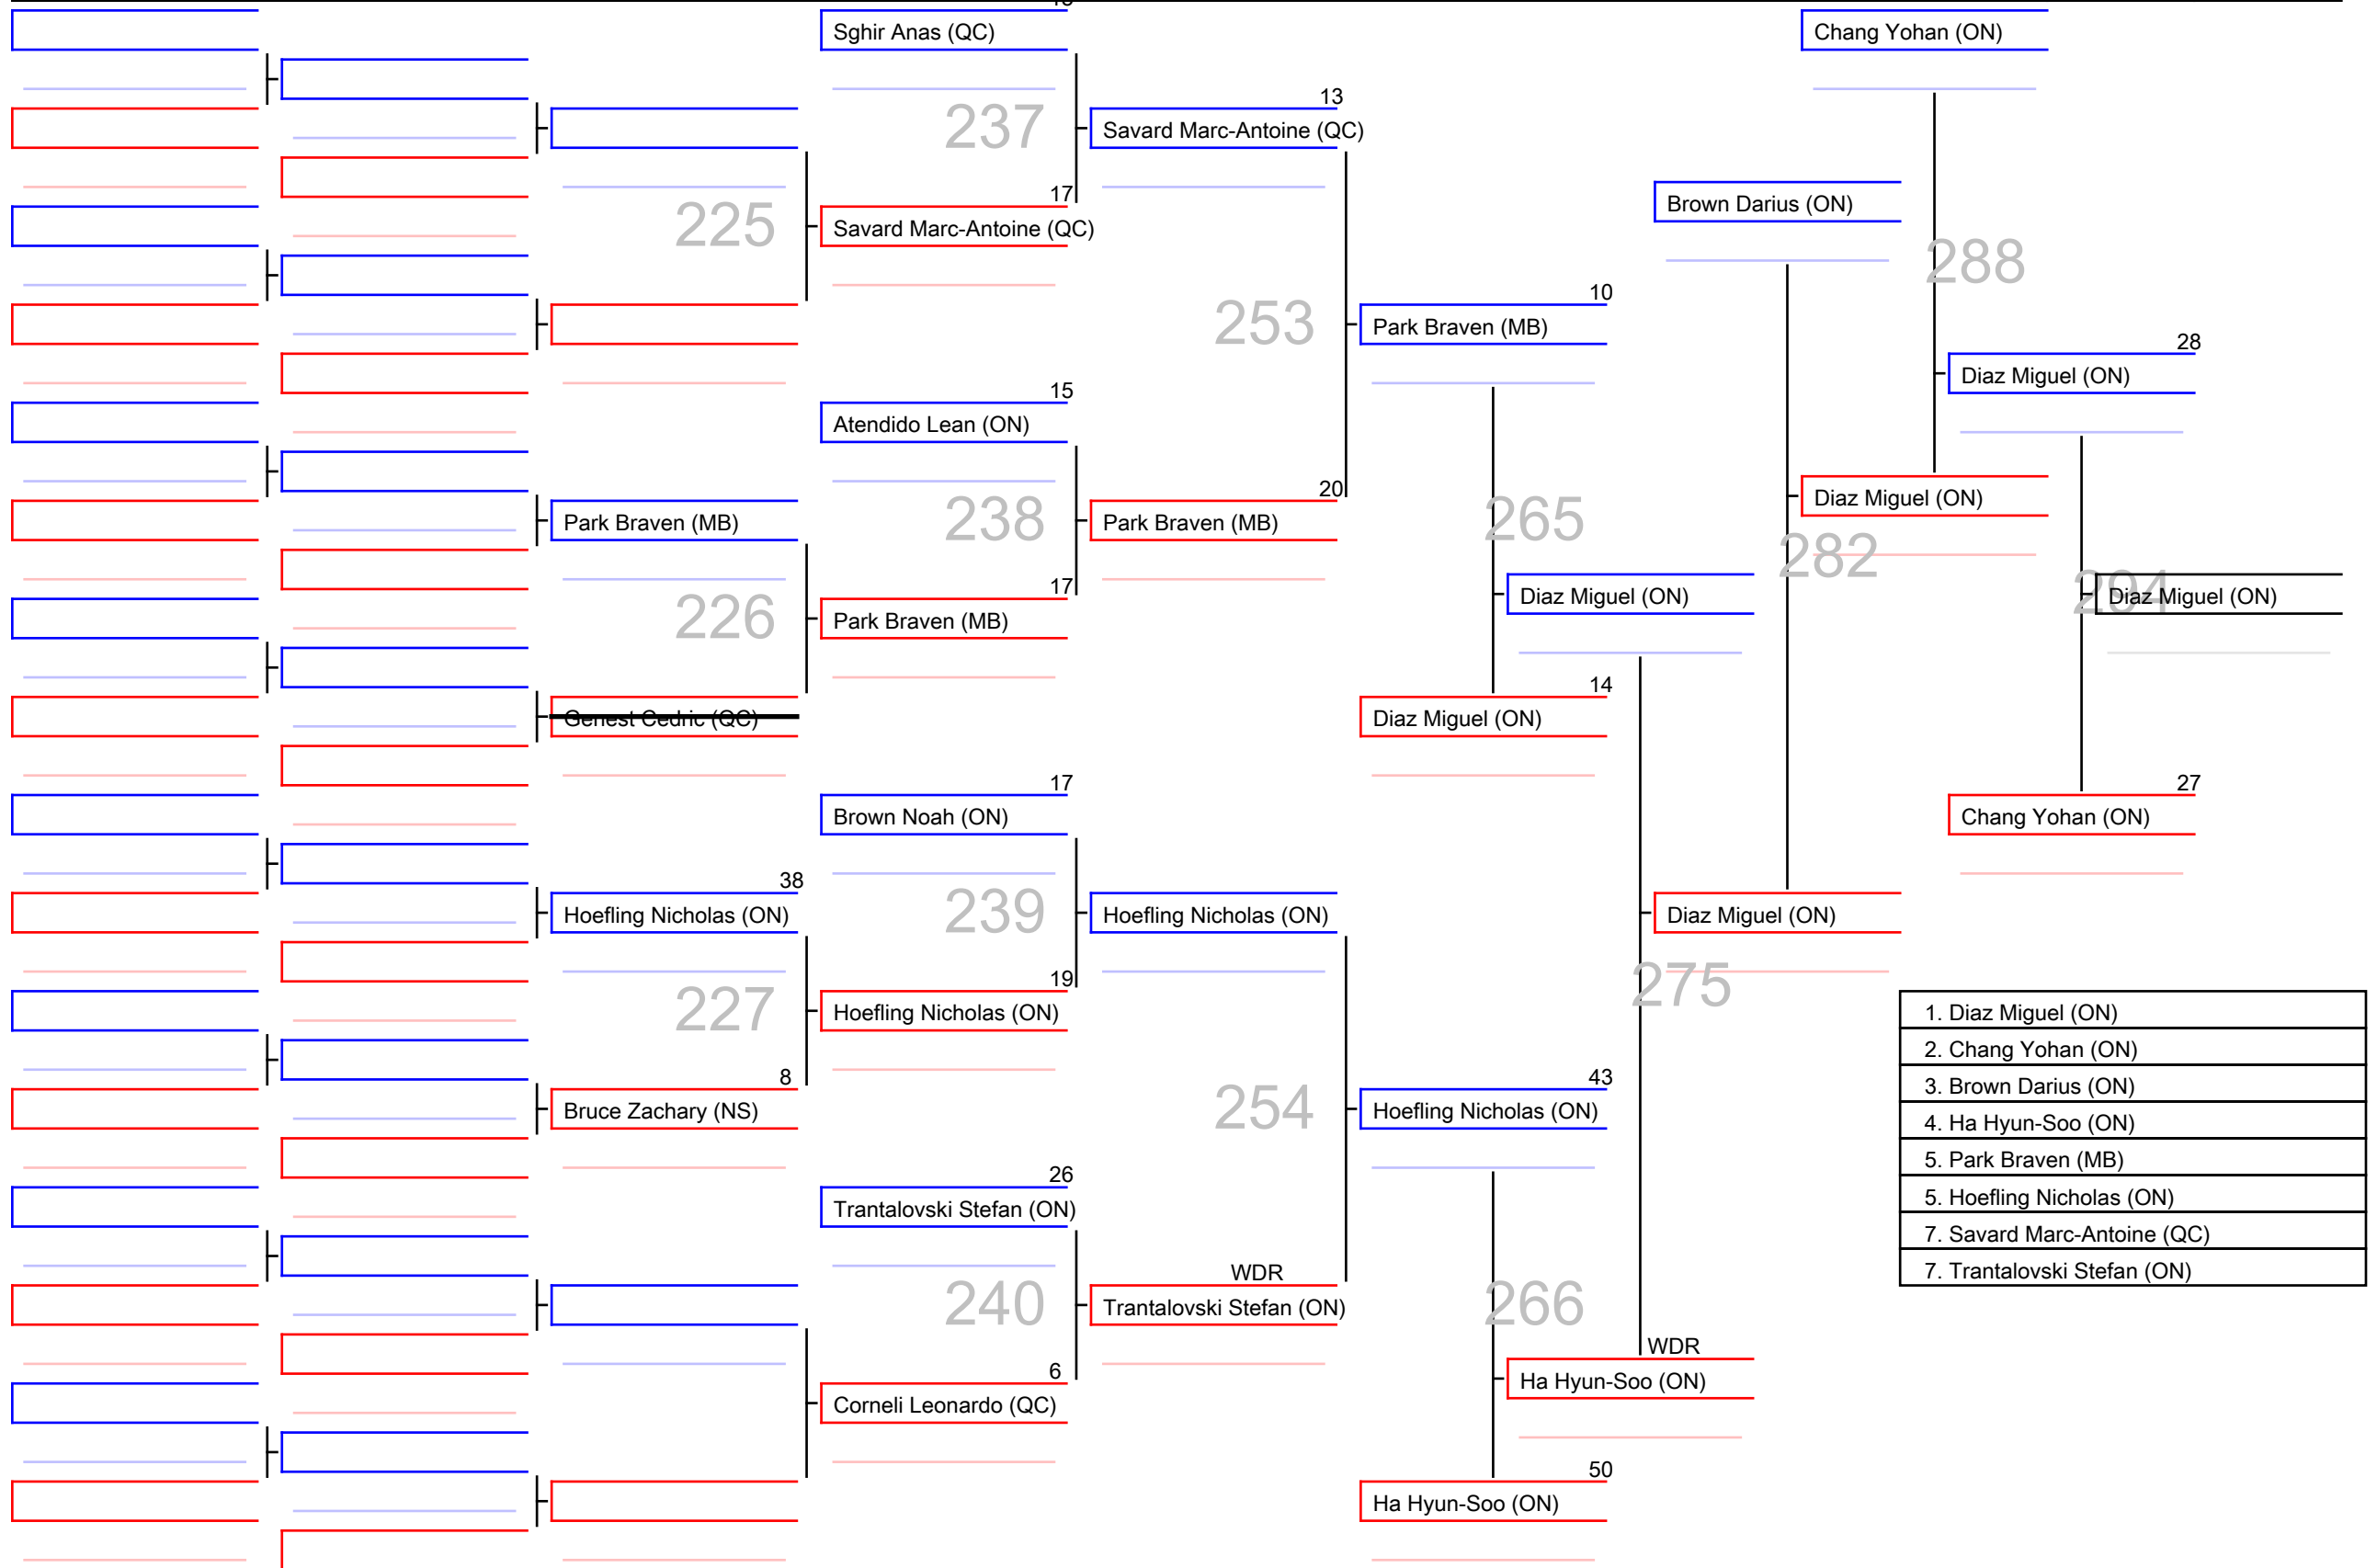 Sghir Anas (QC)
Chang Yohan (ON)
13
237
Savard Marc-Antoine (QC)
17
Brown Darius (ON)
225
Savard Marc-Antoine (QC)
288
10
253
Park Braven (MB)
28
Diaz Miguel (ON)
15
Atendido Lean (ON)
20
Diaz Miguel (ON)
Park Braven (MB)
238
Park Braven (MB)
265
282
17
Diaz Miguel (ON)
294
Diaz Miguel (ON)
226
Park Braven (MB)
14
Genest Cedric (QC)
Diaz Miguel (ON)
17
27
Brown Noah (ON)
Chang Yohan (ON)
38
Hoefling Nicholas (ON)
239
Hoefling Nicholas (ON)
Diaz Miguel (ON)
19
275
227
Hoefling Nicholas (ON)
1. Diaz Miguel (ON)
2. Chang Yohan (ON)
8
43
3. Brown Darius (ON)
Bruce Zachary (NS)
254
Hoefling Nicholas (ON)
4. Ha Hyun-Soo (ON)
5. Park Braven (MB)
26
5. Hoefling Nicholas (ON)
Trantalovski Stefan (ON)
7. Savard Marc-Antoine (QC)
WDR
7. Trantalovski Stefan (ON)
240
Trantalovski Stefan (ON)
266
WDR
6
Ha Hyun-Soo (ON)
Corneli Leonardo (QC)
50
Ha Hyun-Soo (ON)